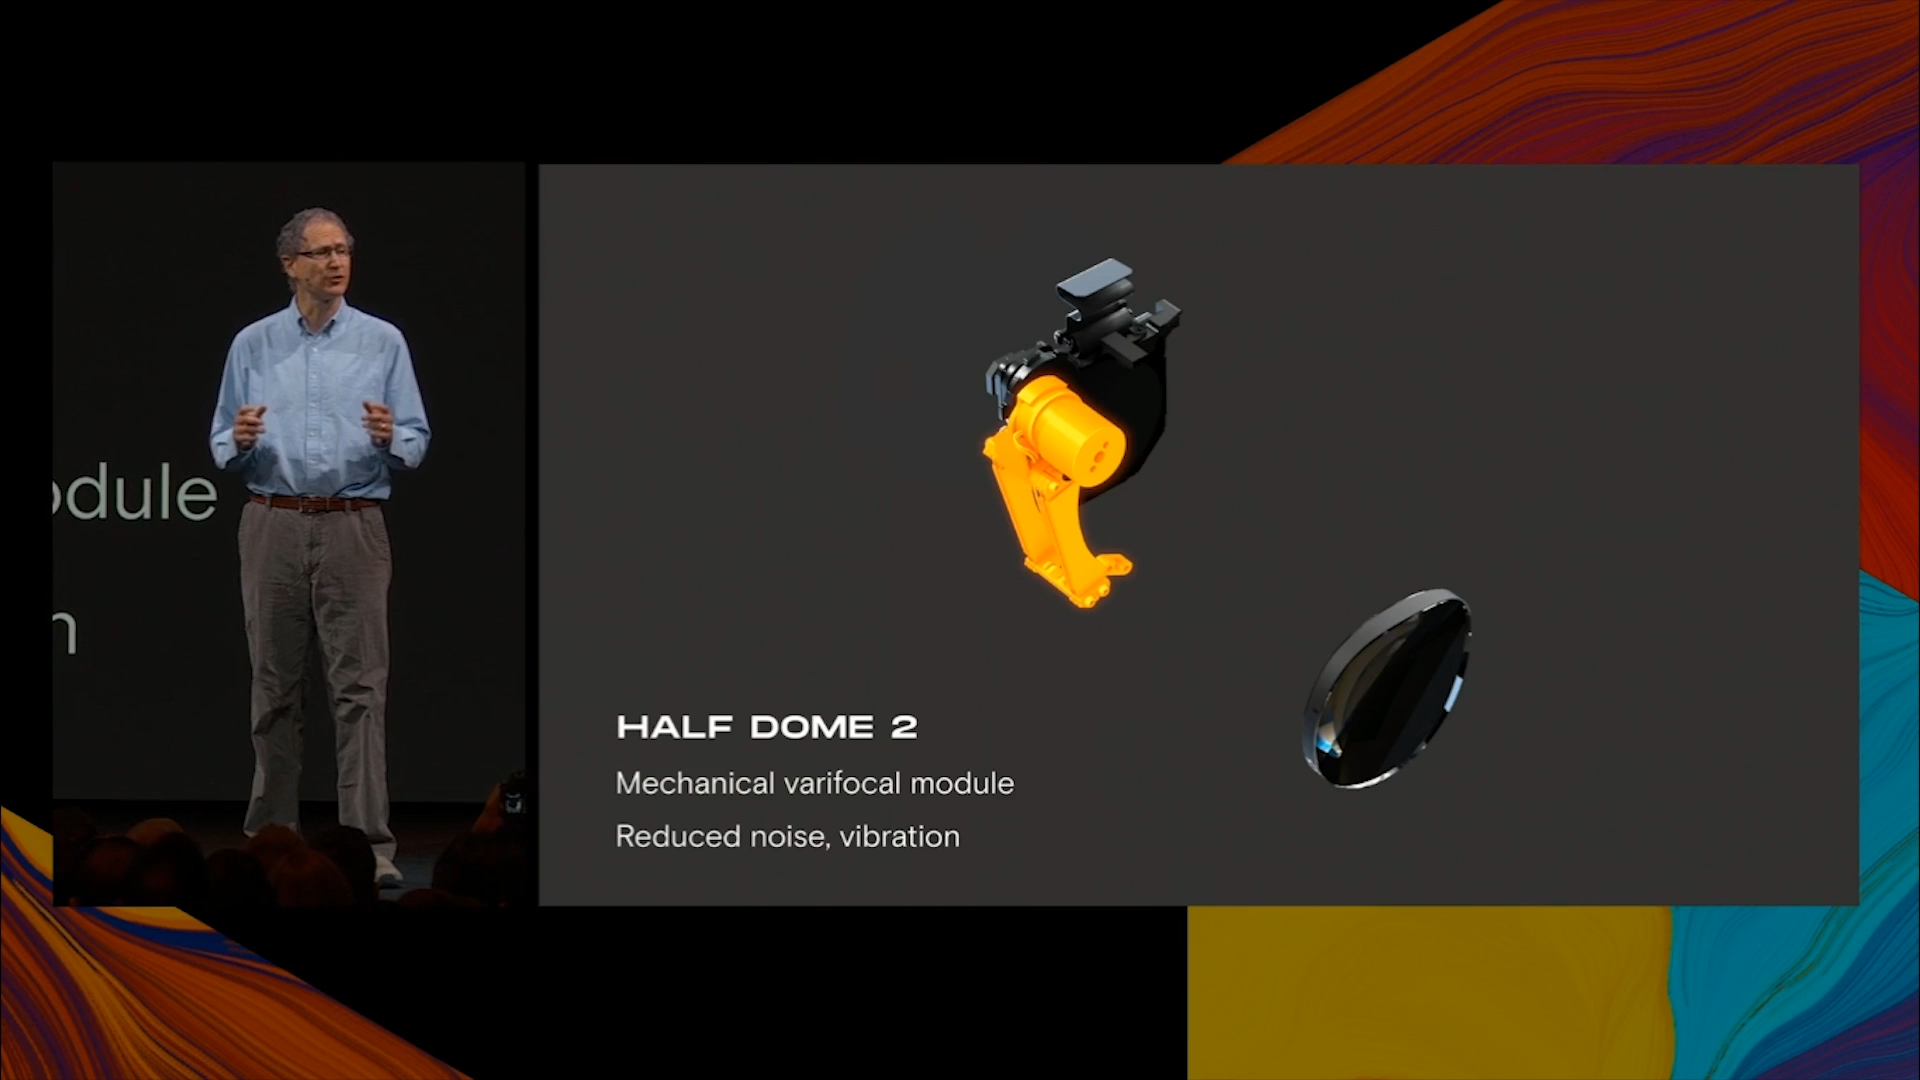 odule
n
HALF DOME 2
Mechanical varifocal module
Reduced noise, vibration